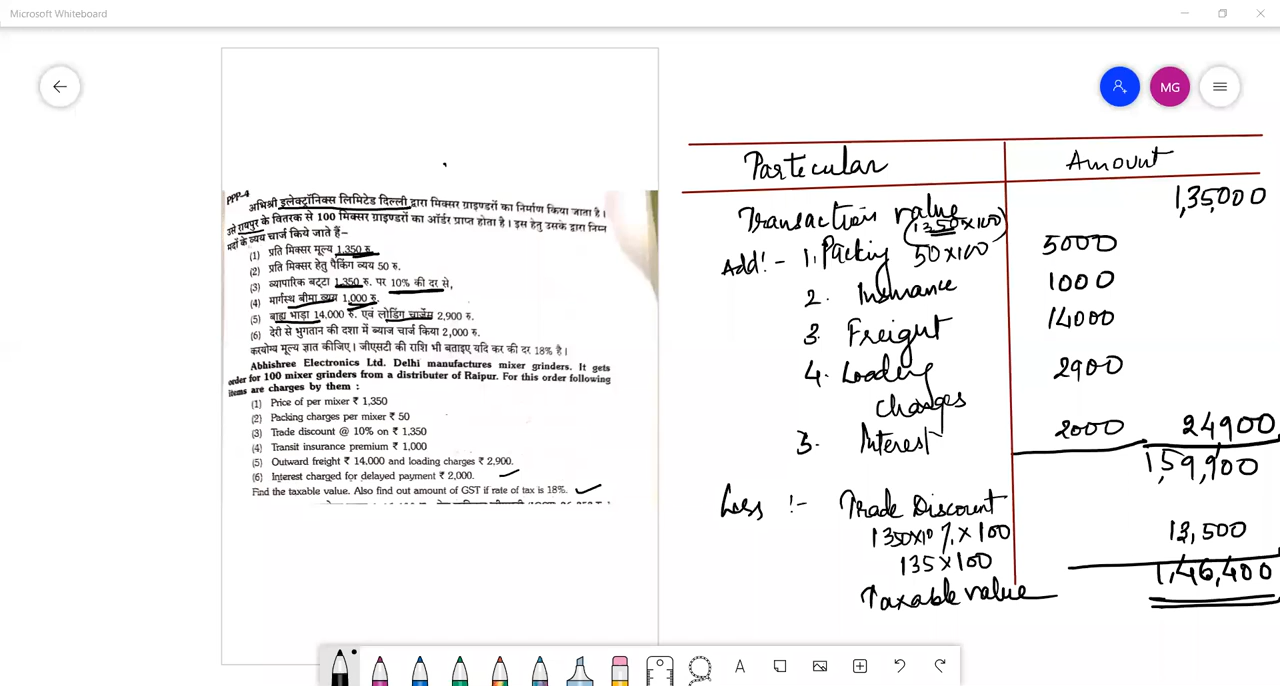 Microsoft Whiteboard
MG
PPP-4
अभिश्री इलेक्ट्रॉनिक्स लिमिटेड दिल्ली द्वारा मिक्सर ग्राइण्डरों का निर्माण किया जाता है।
उसे रायपुर के वितरक से 100 मिक्सर ग्राइण्डरों का ऑर्डर प्राप्त होता है। इस हेतु उसके द्वारा निम्न
मदों के व्यय चार्ज किये जाते हैं-
(1) प्रति मिक्सर मूल्य 1,350 रु.
(2) प्रति मिक्सर हेतु पैकिंग व्यय 50 रु.
(3) व्यापारिक बट्टा 1,350 रु. पर 10% की दर से,
(4) मार्गस्थ बीमा व्यय 1,000 रु.
(5) बाह्य भाड़ा 14,000 रु. एवं लोडिंग चार्जेस 2,900 रु.
(6) देरी से भुगतान की दशा में ब्याज चार्ज किया 2,000 रु.
करयोग्य मूल्य ज्ञात कीजिए। जीएसटी की राशि भी बताइए यदि कर की दर 18% है।
Abhishree Electronics Ltd. Delhi manufactures mixer grinders. It gets
order for 100 mixer grinders from a distributer of Raipur. For this order following
items are charges by them :
(1) Price of per mixer ₹ 1,350
(2) Packing charges per mixer ₹ 50
(3) Trade discount @ 10% on ₹ 1,350
(4) Transit insurance premium ₹ 1,000
(5) Outward freight ₹ 14,000 and loading charges ₹ 2,900.
(6) Interest charged for delayed payment ₹ 2,000.
Find the taxable value. Also find out amount of GST if rate of tax is 18%.
Particular Amount
Transaction value 1,35,000
(1350×100)
Add:- 1. Packing 50×100 5000
2. Insurance 1000
3. Freight 14000
4. Loading 2900
charges
3. Interest 2000 24,900
1,59,900
Less :- Trade Discount
1350×10%×100 13,500
135×100
Taxable value 1,46,400
A